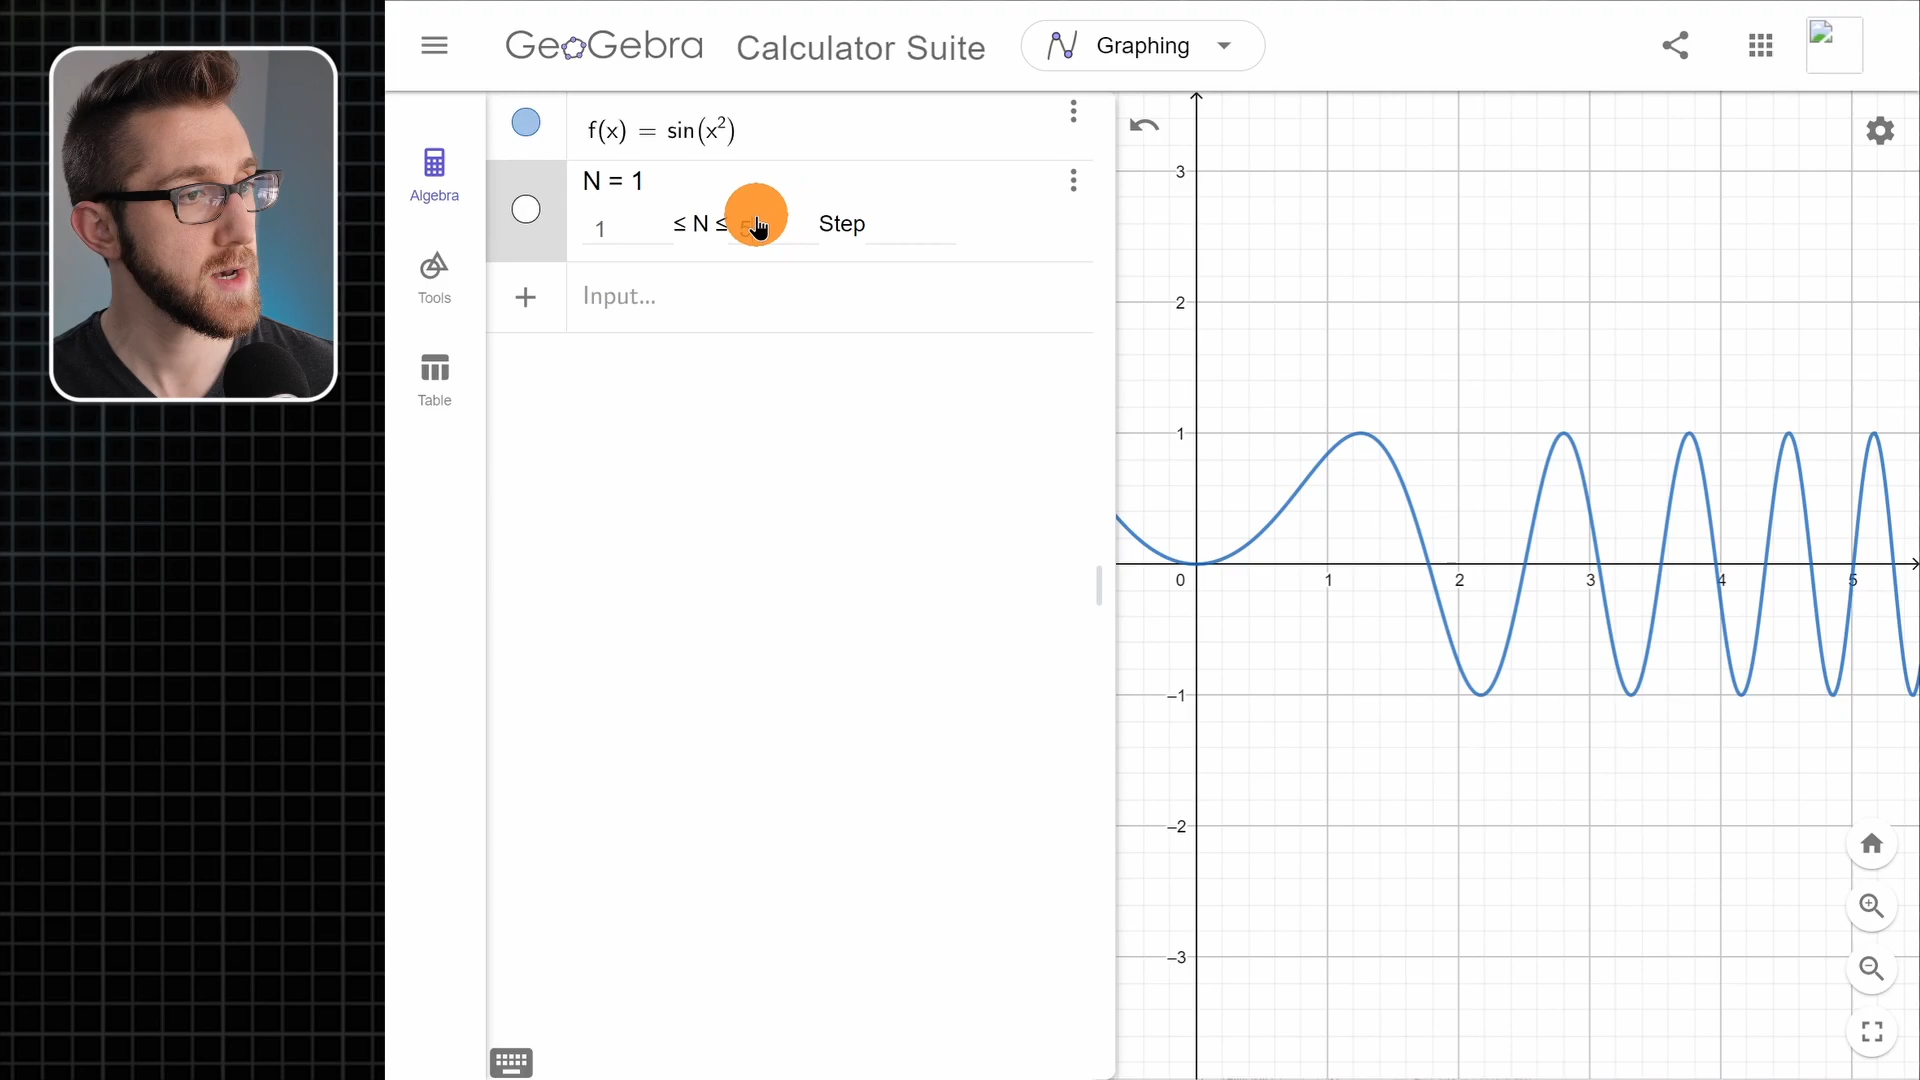 GeoGebra Calculator Suite Graphing
Algebra
Tools
Table
f(x) = sin(x²)
N = 1
1 ≤ N ≤ 5 Step
Input...
3
2
1
0 1 2 3 4 5
–1
–2
–3